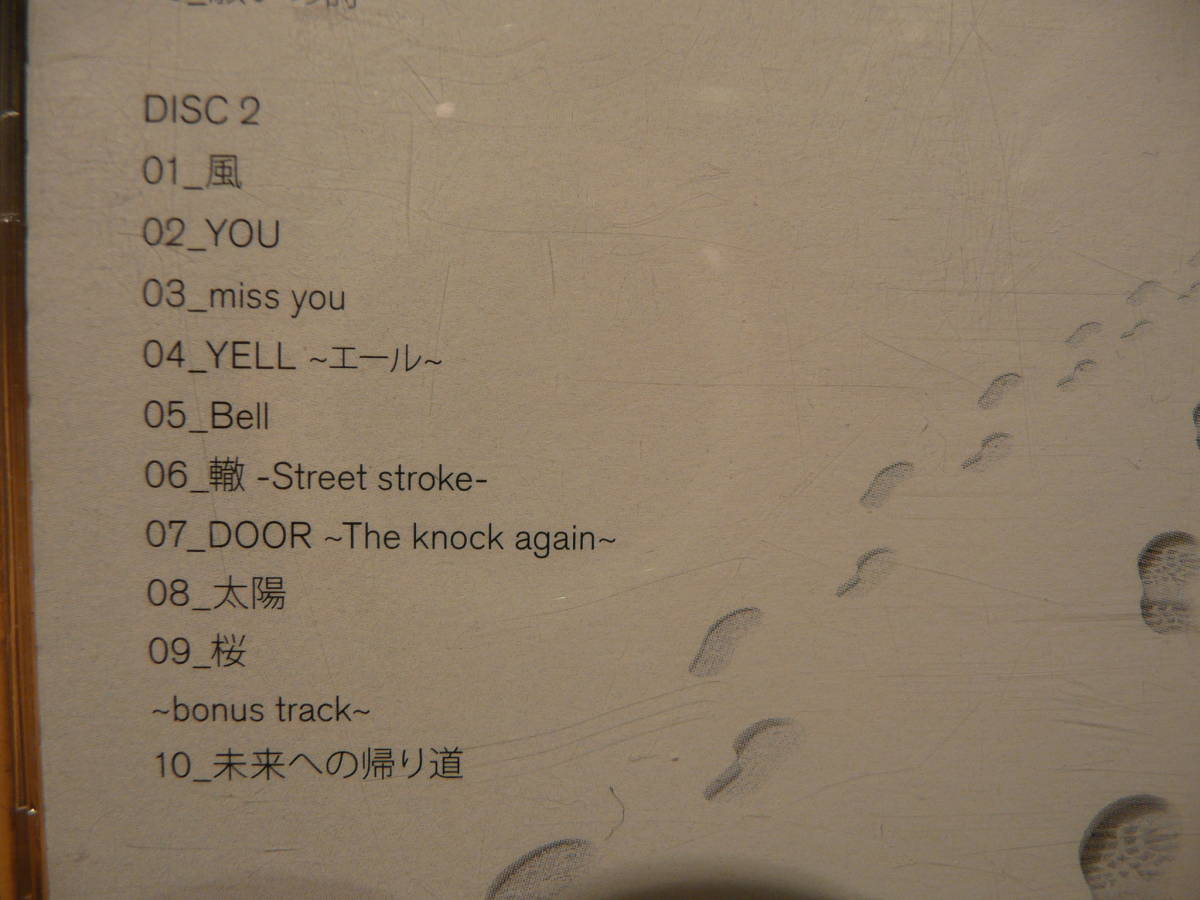 DISC 2
01_風
02_YOU
03_miss you
04_YELL ~エール~
05_Bell
06_轍 -Street stroke-
07_DOOR ~The knock again~
08_太陽
09_桜
~bonus track~
10_未来への帰り道